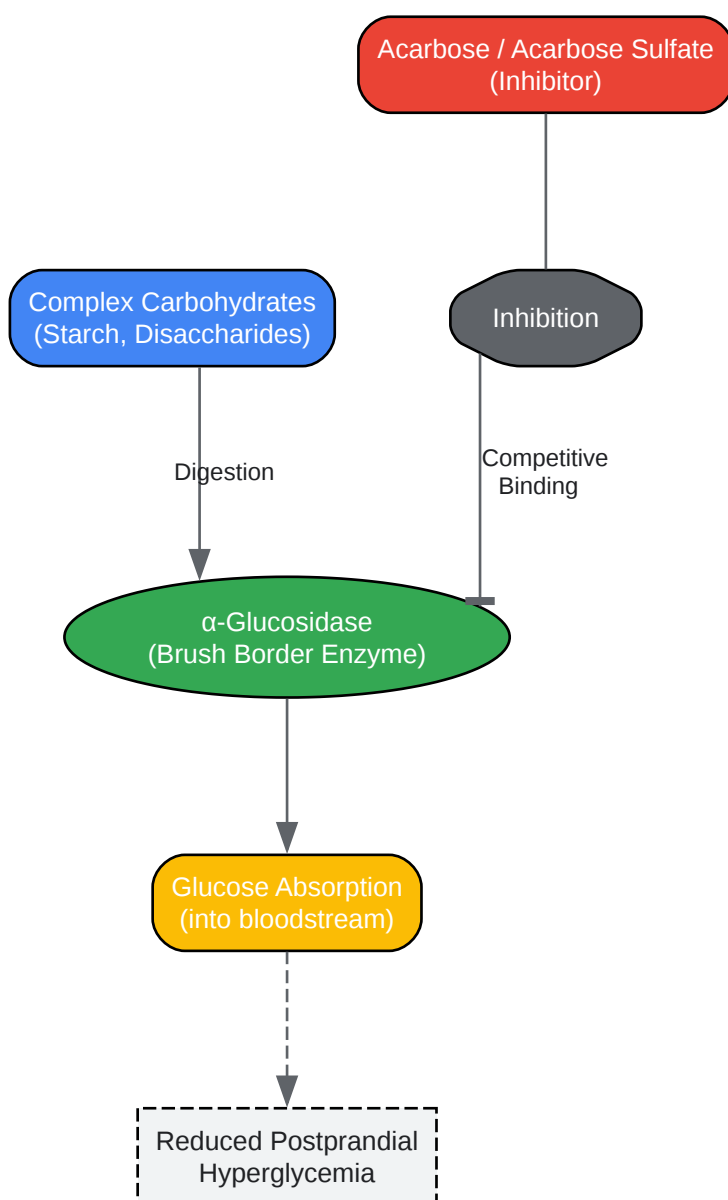 Acarbose / Acarbose Sulfate
(Inhibitor)
Complex Carbohydrates
(Starch, Disaccharides)
Inhibition
Digestion
Competitive
Binding
α-Glucosidase
(Brush Border Enzyme)
Glucose Absorption
(into bloodstream)
Reduced Postprandial
Hyperglycemia